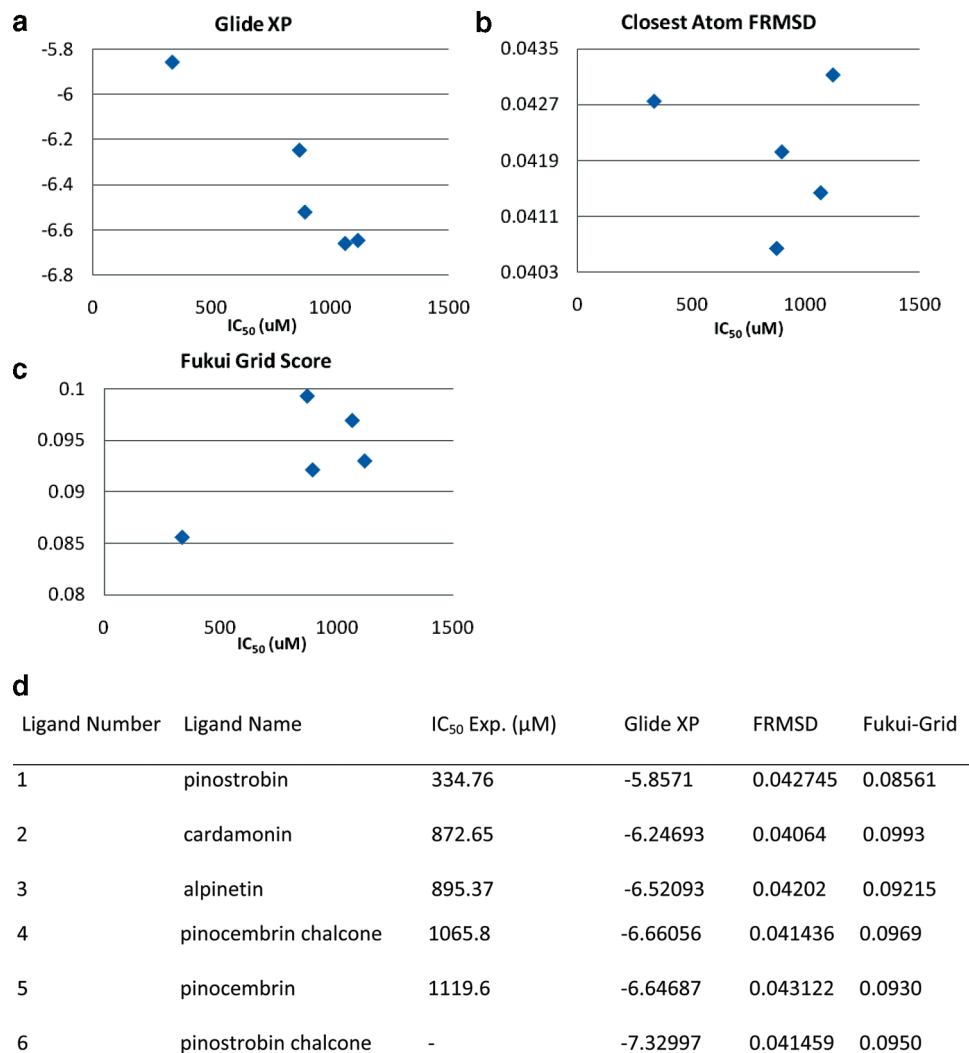 a
Glide XP
-5.8
-6
-6.2
-6.4
-6.6
-6.8
0 500 1000 1500
IC₅₀ (uM)
b
Closest Atom FRMSD
0.0435
0.0427
0.0419
0.0411
0.0403
0 500 1000 1500
IC₅₀ (uM)
c
Fukui Grid Score
0.1
0.095
0.09
0.085
0.08
0 500 1000 1500
IC₅₀ (uM)
d
Ligand Number Ligand Name IC₅₀ Exp. (µM) Glide XP FRMSD Fukui-Grid
1 pinostrobin 334.76 -5.8571 0.042745 0.08561
2 cardamonin 872.65 -6.24693 0.04064 0.0993
3 alpinetin 895.37 -6.52093 0.04202 0.09215
4 pinocembrin chalcone 1065.8 -6.66056 0.041436 0.0969
5 pinocembrin 1119.6 -6.64687 0.043122 0.0930
6 pinostrobin chalcone - -7.32997 0.041459 0.0950